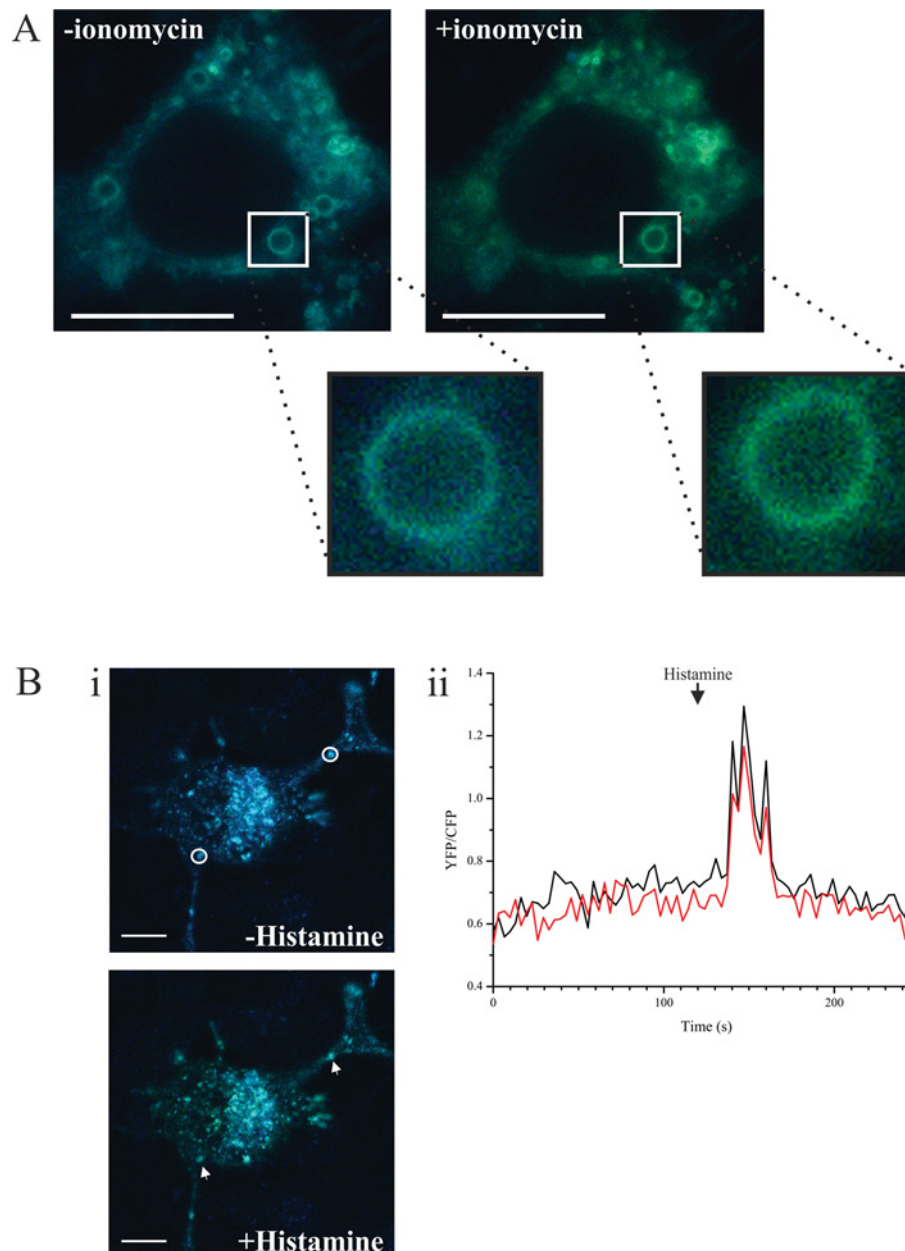 A
-ionomycin
+ionomycin
B
i
-Histamine
+Histamine
ii
Histamine
1.4
1.2
1.0
0.8
0.6
0.4
YFP/CFP
0
100
200
Time (s)